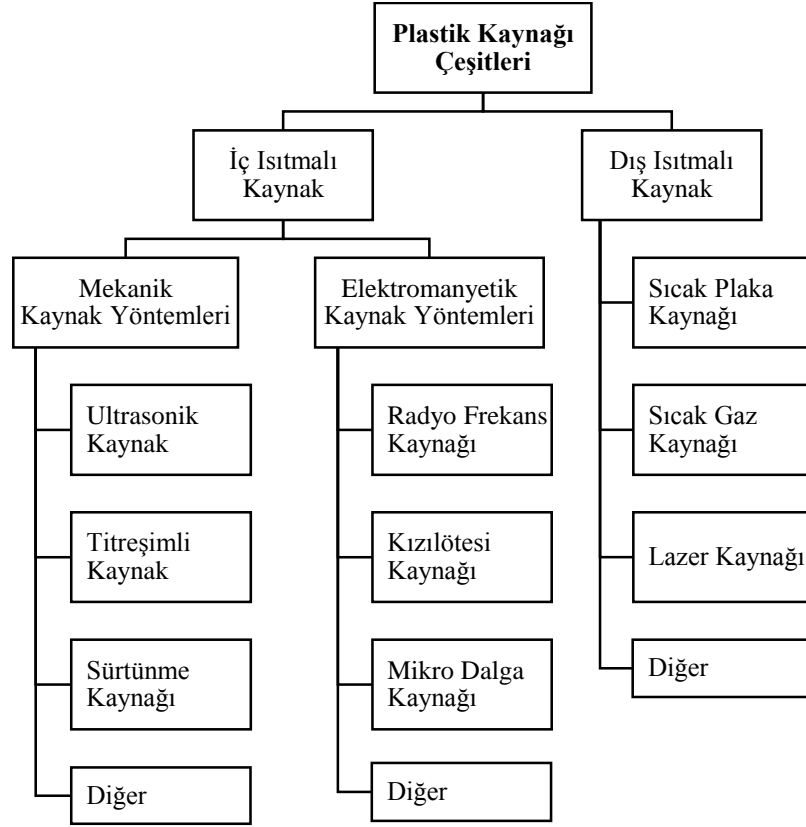 Plastik Kaynağı
Çeşitleri
İç Isıtmalı
Kaynak
Dış Isıtmalı
Kaynak
Mekanik
Kaynak Yöntemleri
Elektromanyetik
Kaynak Yöntemleri
Sıcak Plaka
Kaynağı
Ultrasonik
Kaynak
Radyo Frekans
Kaynağı
Sıcak Gaz
Kaynağı
Titreşimli
Kaynak
Kızılötesi
Kaynağı
Lazer Kaynağı
Sürtünme
Kaynağı
Mikro Dalga
Kaynağı
Diğer
Diğer
Diğer